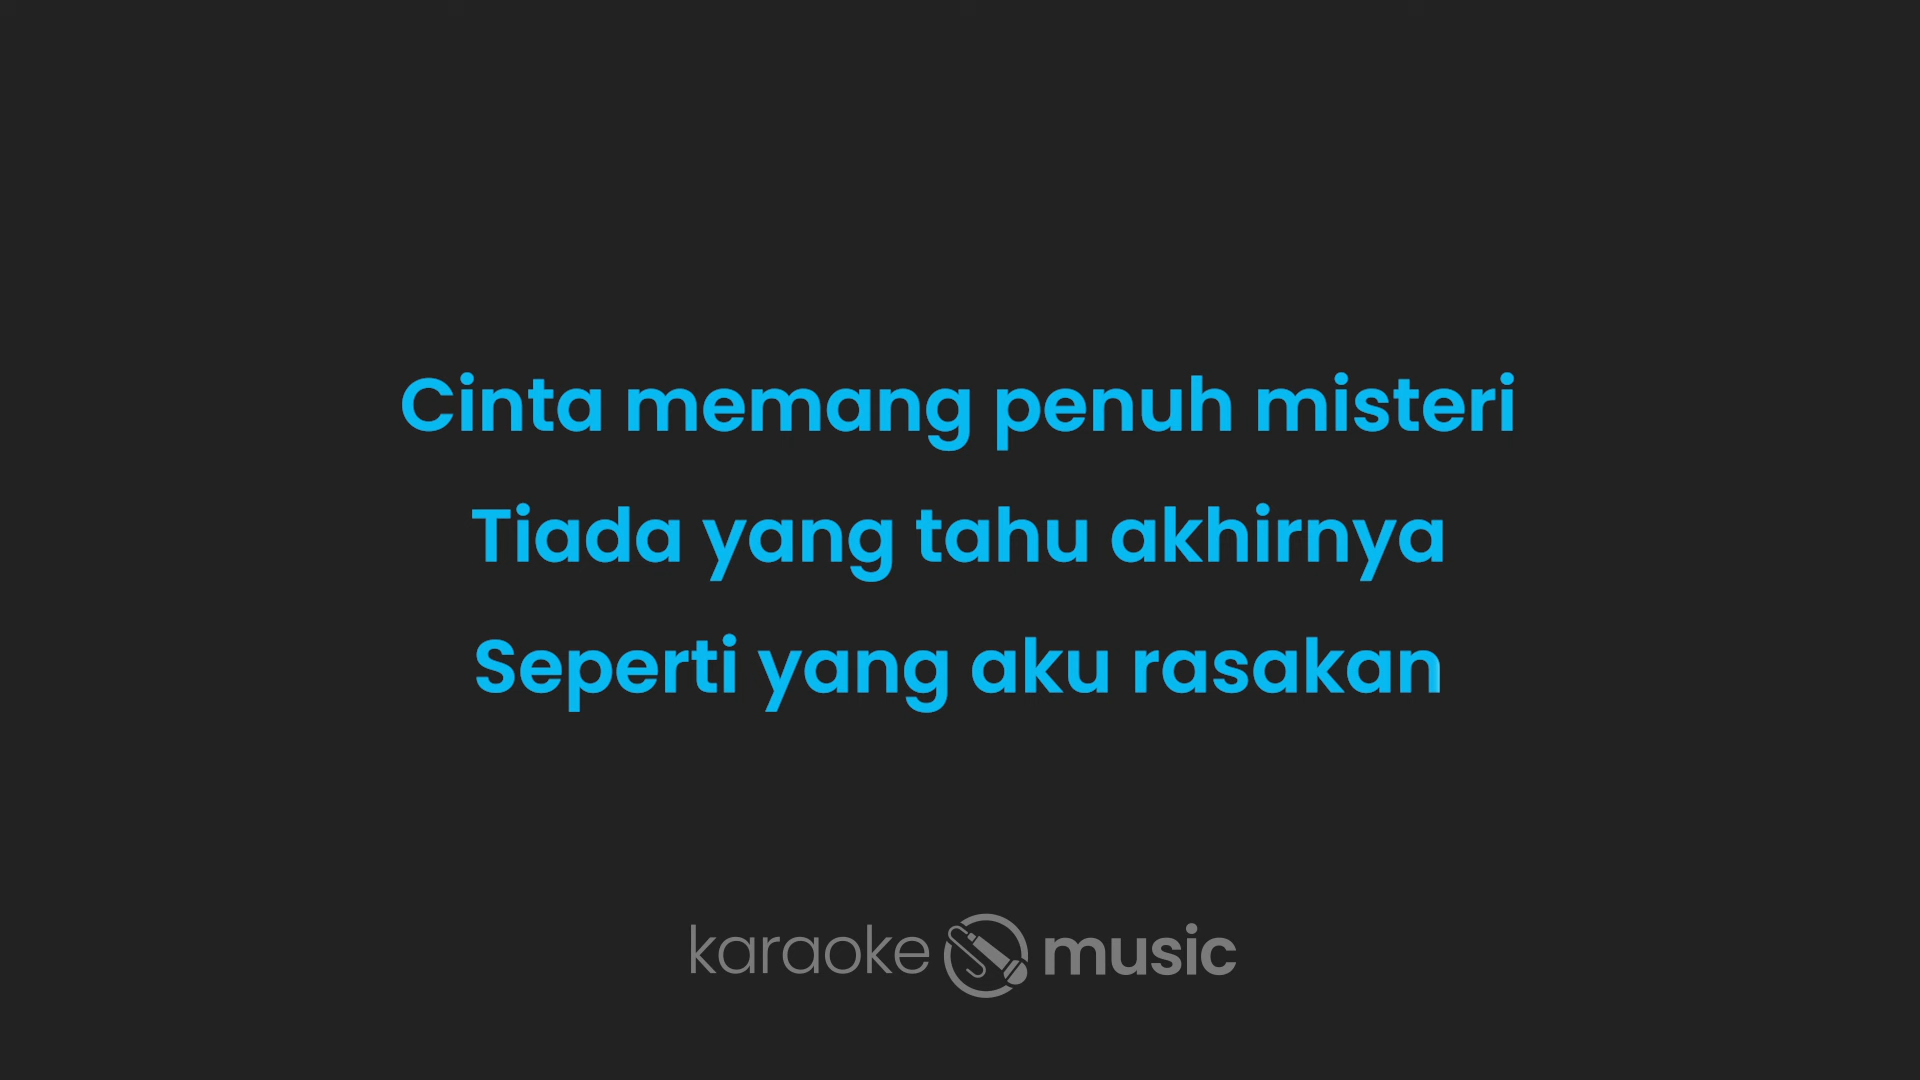 Cinta memang penuh misteri
Tiada yang tahu akhirnya
Seperti yang aku rasakan
karaoke music